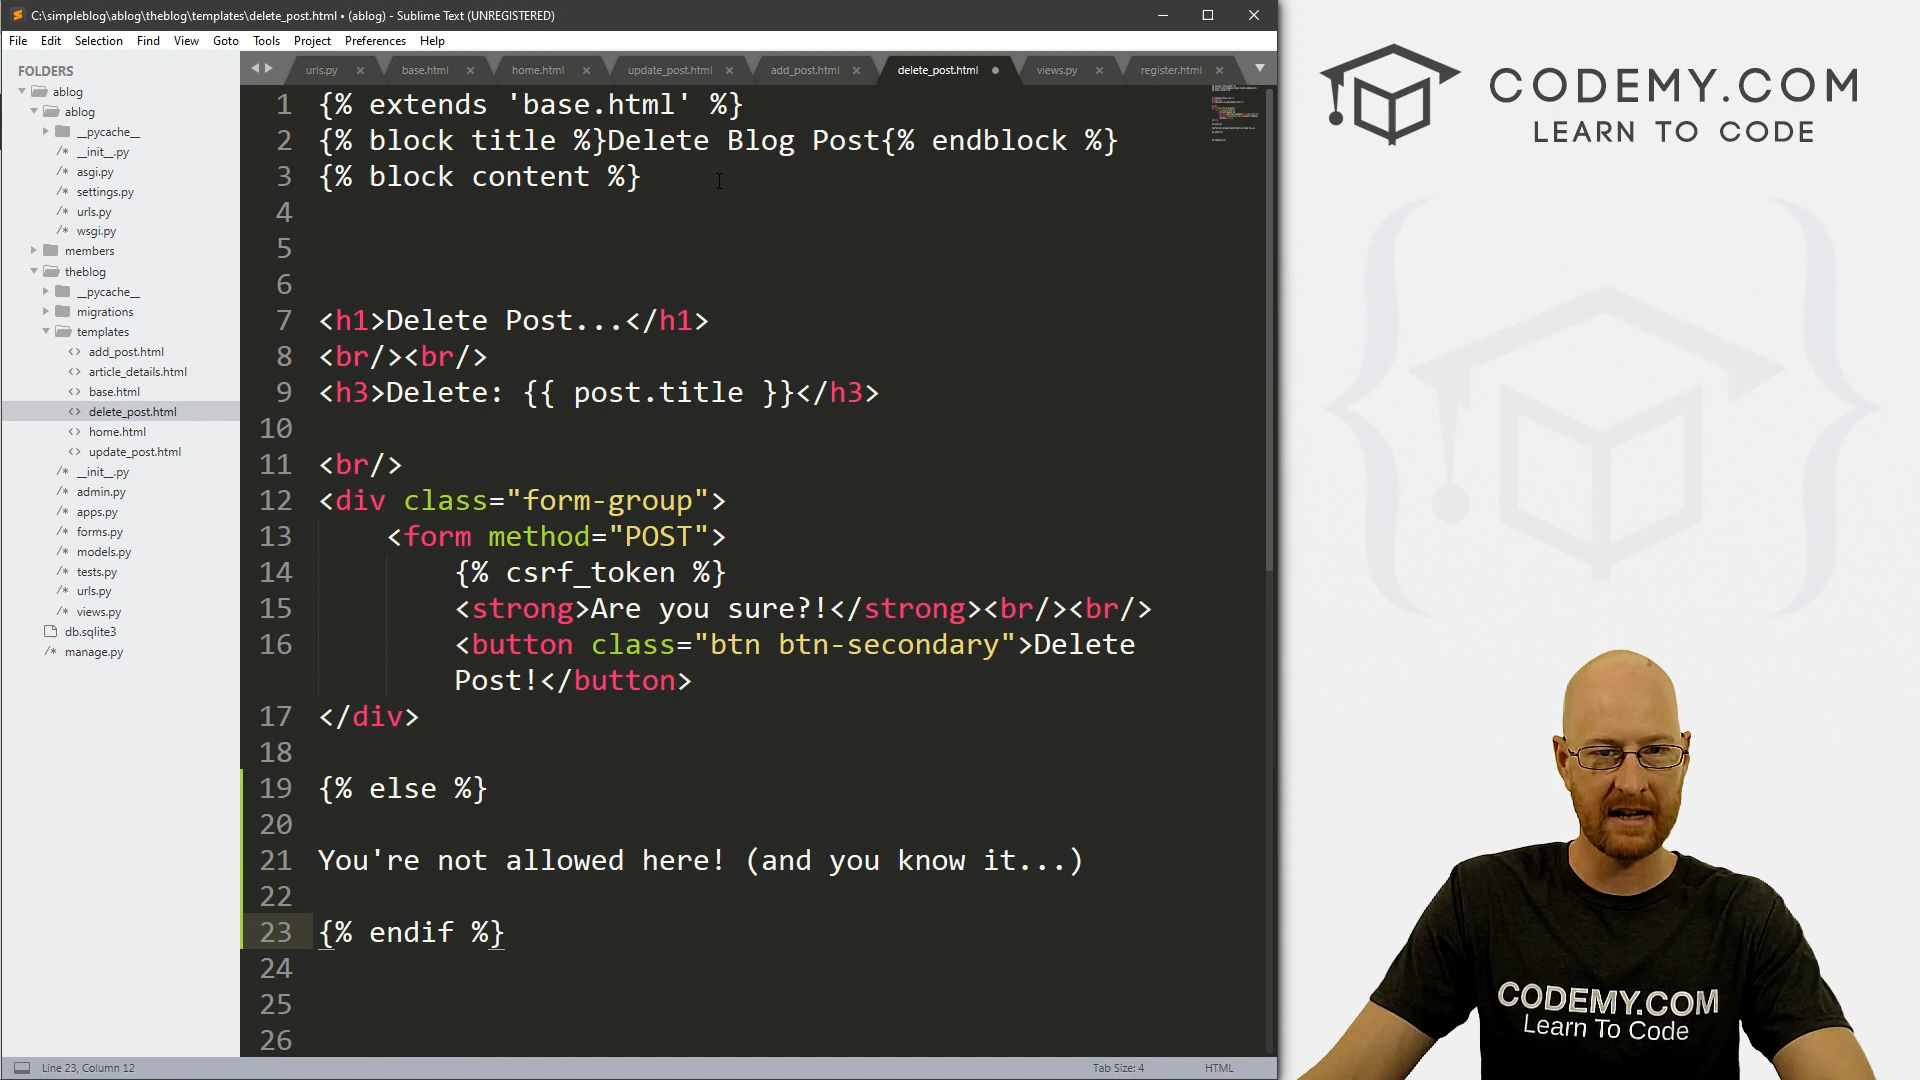 C:\simpleblog\ablog\theblog\templates\delete_post.html • (ablog) - Sublime Text (UNREGISTERED)
File Edit Selection Find View Goto Tools Project Preferences Help
FOLDERS
ablog
ablog
__pycache__
__init__.py
asgi.py
settings.py
urls.py
wsgi.py
members
theblog
__pycache__
migrations
templates
add_post.html
article_details.html
base.html
delete_post.html
home.html
update_post.html
__init__.py
admin.py
apps.py
forms.py
models.py
tests.py
urls.py
views.py
db.sqlite3
manage.py
urls.py base.html home.html update_post.html add_post.html delete_post.html views.py register.html
1 {% extends 'base.html' %}
2 {% block title %}Delete Blog Post{% endblock %}
3 {% block content %}
4
5
6
7 <h1>Delete Post...</h1>
8 <br/><br/>
9 <h3>Delete: {{ post.title }}</h3>
10
11 <br/>
12 <div class="form-group">
13 <form method="POST">
14 {% csrf_token %}
15 <strong>Are you sure?!</strong><br/><br/>
16 <button class="btn btn-secondary">Delete
Post!</button>
17 </div>
18
19 {% else %}
20
21 You're not allowed here! (and you know it...)
22
23 {% endif %}
24
25
26
Line 23, Column 12
Tab Size: 4
HTML
CODEMY.COM
LEARN TO CODE
CODEMY.COM
Learn To Code